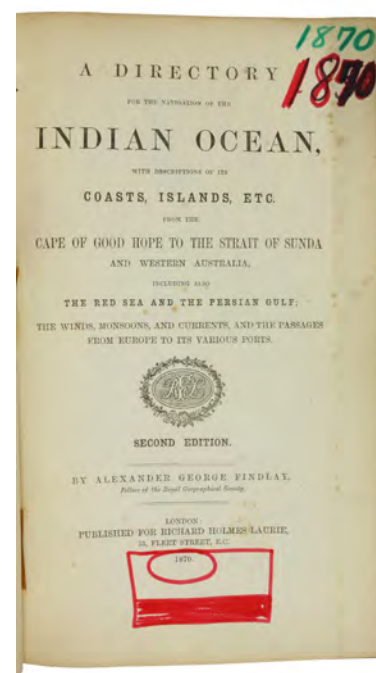 1870
1870
A DIRECTORY
FOR THE NAVIGATION OF THE
INDIAN OCEAN,
WITH DESCRIPTIONS OF ITS
COASTS, ISLANDS, ETC.
FROM THE
CAPE OF GOOD HOPE TO THE STRAIT OF SUNDA
AND WESTERN AUSTRALIA,
INCLUDING ALSO
THE RED SEA AND THE PERSIAN GULF;
THE WINDS, MONSOONS, AND CURRENTS, AND THE PASSAGES
FROM EUROPE TO ITS VARIOUS PORTS.
SECOND EDITION.
BY ALEXANDER GEORGE FINDLAY,
Fellow of the Royal Geographical Society.
LONDON:
PUBLISHED FOR RICHARD HOLMES LAURIE,
53, FLEET STREET, E.C.
1870.